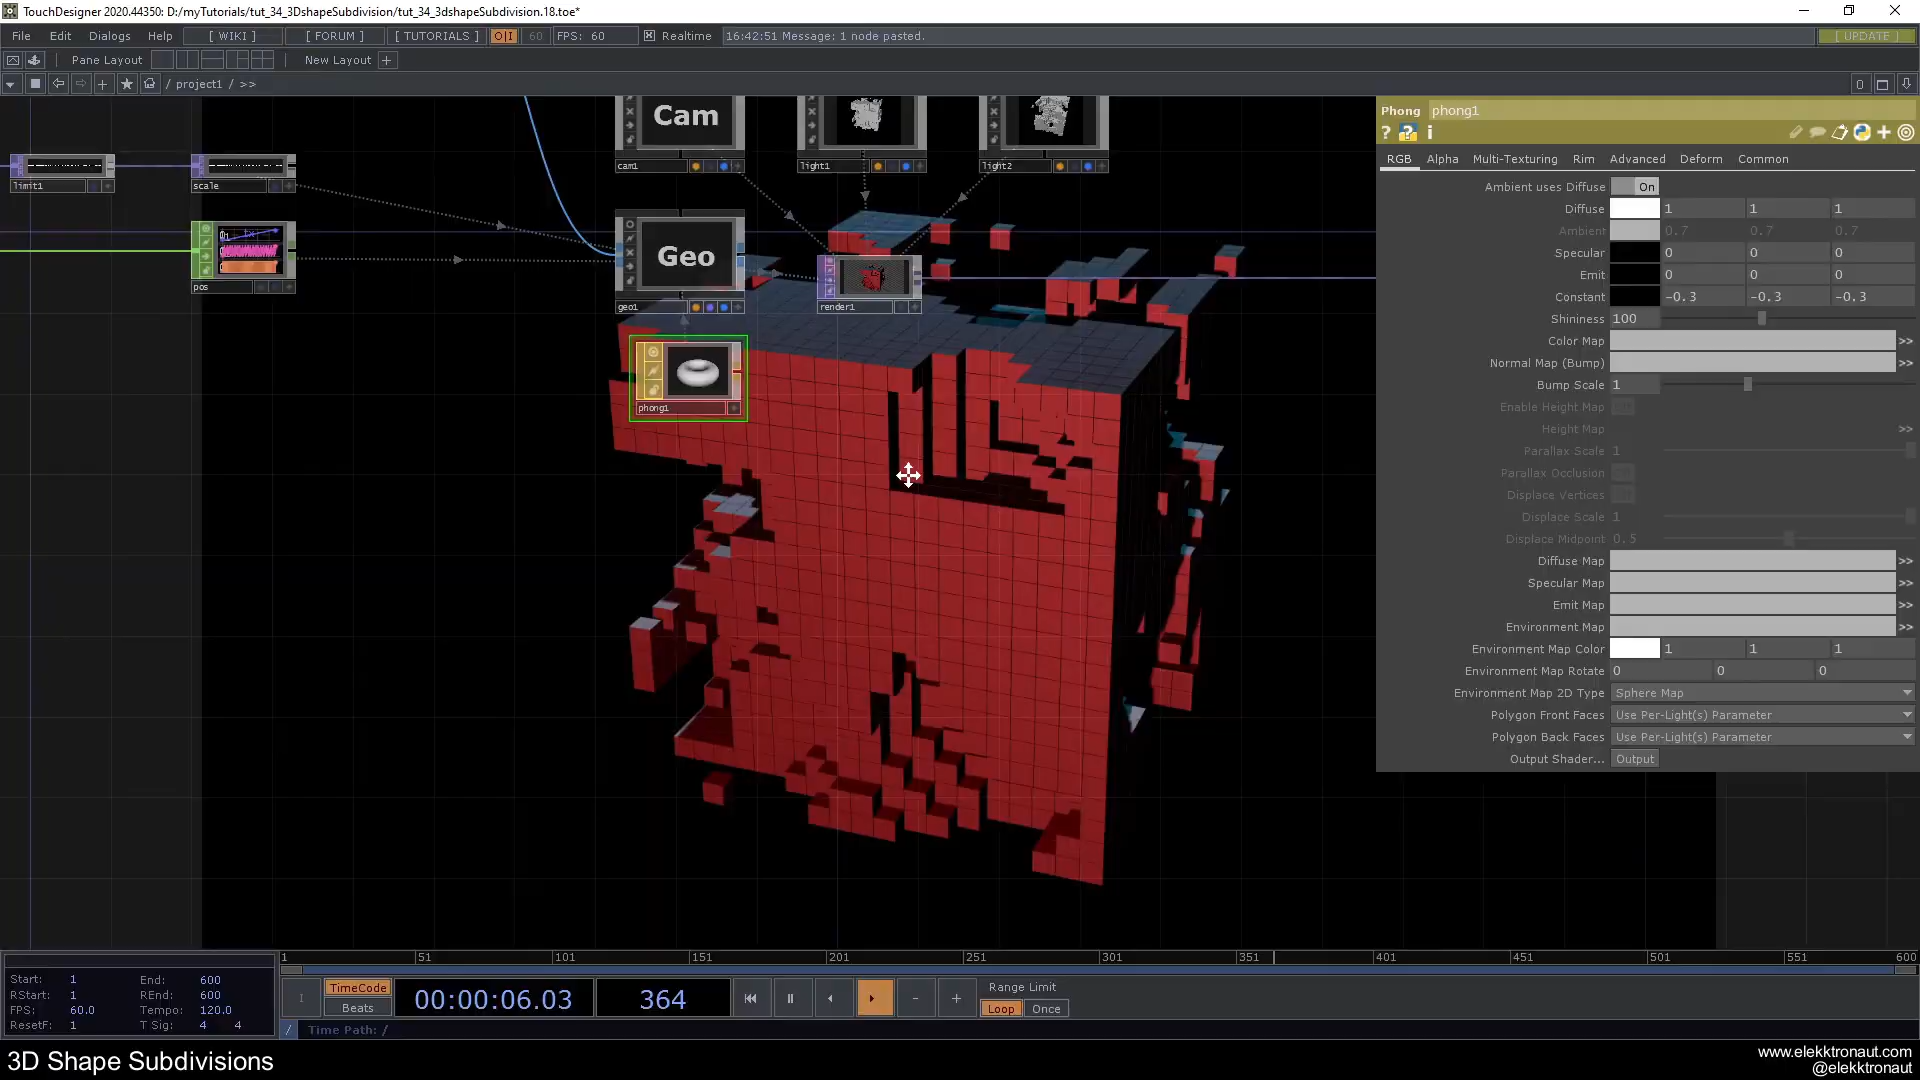 TouchDesigner 2020.44350: D:/myTutorials/tut_34_3DshapeSubdivision/tut_34_3dshapeSubdivision.18.toe*
File Edit Dialogs Help [ WIKI ] [ FORUM ] [ TUTORIALS ] O|I 60 FPS: 60 Realtime 16:42:51 Message: 1 node pasted. [ UPDATE ]
Pane Layout New Layout +
/ project1 / >> 0
Phong phong1
RGB Alpha Multi-Texturing Rim Advanced Deform Common
Ambient uses Diffuse On
Diffuse 1 1 1
Ambient 0.7 0.7 0.7
Specular 0 0 0
Emit 0 0 0
Constant -0.3 -0.3 -0.3
Shininess 100
Color Map >>
Normal Map (Bump) >>
Bump Scale 1
Enable Height Map
Height Map >>
Parallax Scale 1
Parallax Occlusion
Displace Vertices
Displace Scale 1
Displace Midpoint 0.5
Diffuse Map >>
Specular Map >>
Emit Map >>
Environment Map >>
Environment Map Color 1 1 1
Environment Map Rotate 0 0 0
Environment Map 2D Type Sphere Map
Polygon Front Faces Use Per-Light(s) Parameter
Polygon Back Faces Use Per-Light(s) Parameter
Output Shader... Output
Cam
cam1
light1
light2
limit1
scale
pos
Geo
geo1
render1
phong1
1 51 101 151 201 251 301 351 401 451 501 551 600
Start: 1 End: 600
RStart: 1 REnd: 600
FPS: 60.0 Tempo: 120.0
ResetF: 1 T Sig: 4 4
TimeCode
Beats
00:00:06.03 364
Range Limit
Loop Once
/ Time Path: /
3D Shape Subdivisions
www.elekktronaut.com
@elekktronaut